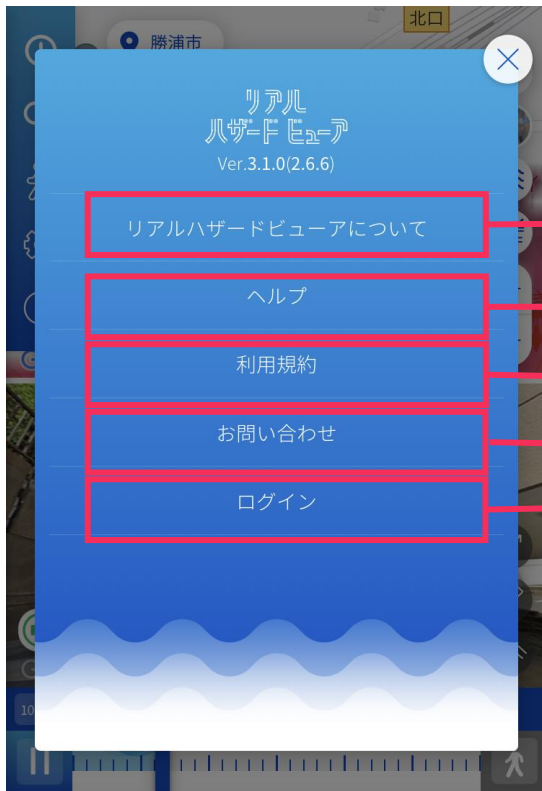 北口
勝浦市
リアル
ハザード ビューア
Ver.3.1.0(2.6.6)
リアルハザードビューアについて
ヘルプ
利用規約
お問い合わせ
ログイン
10